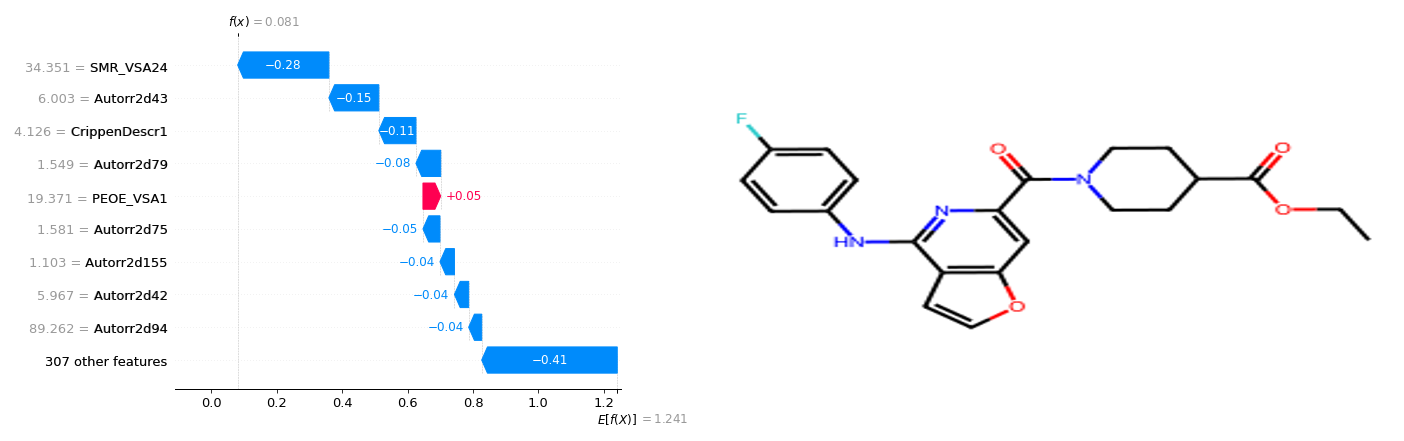 f(x) = 0.081
34.351 = SMR_VSA24
−0.28
6.003 = Autorr2d43
−0.15
4.126 = CrippenDescr1
−0.11
1.549 = Autorr2d79
−0.08
19.371 = PEOE_VSA1
+0.05
1.581 = Autorr2d75
−0.05
1.103 = Autorr2d155
−0.04
5.967 = Autorr2d42
−0.04
89.262 = Autorr2d94
−0.04
307 other features
−0.41
0.0 0.2 0.4 0.6 0.8 1.0 1.2
E[f(X)] = 1.241
F
O
N
O
N
O
HN
O